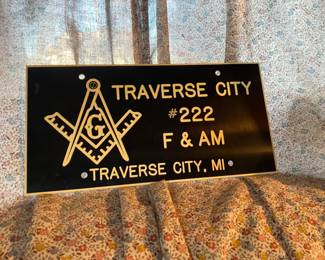 TRAVERSE CITY
#222
G
F & AM
TRAVERSE CITY, MI